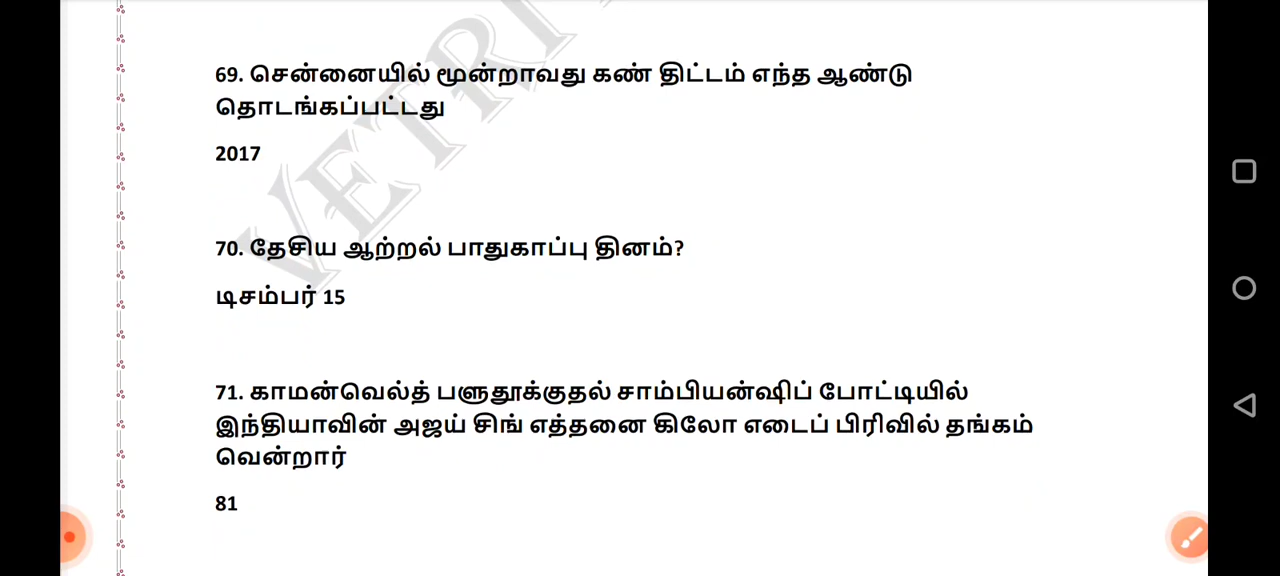 69. சென்னையில் மூன்றாவது கண் திட்டம் எந்த ஆண்டு
தொடங்கப்பட்டது
2017
70. தேசிய ஆற்றல் பாதுகாப்பு தினம்?
டிசம்பர் 15
71. காமன்வெல்த் பளுதூக்குதல் சாம்பியன்ஷிப் போட்டியில்
இந்தியாவின் அஜய் சிங் எத்தனை கிலோ எடைப் பிரிவில் தங்கம்
வென்றார்
81
VETRI